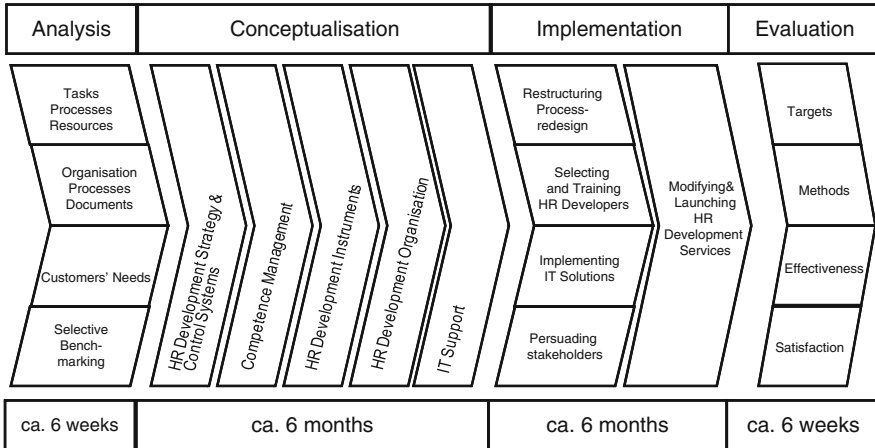 Analysis
Conceptualisation
Implementation
Evaluation
Tasks
Processes
Resources
Organisation
Processes
Documents
Customers' Needs
Selective
Bench-
marking
HR Development Strategy &
Control Systems
Competence Management
HR Development Instruments
HR Development Organisation
IT Support
Restructuring
Process-
redesign
Selecting
and Training
HR Developers
Implementing
IT Solutions
Persuading
stakeholders
Modifying&
Launching
HR
Development
Services
Targets
Methods
Effectiveness
Satisfaction
ca. 6 weeks
ca. 6 months
ca. 6 months
ca. 6 weeks